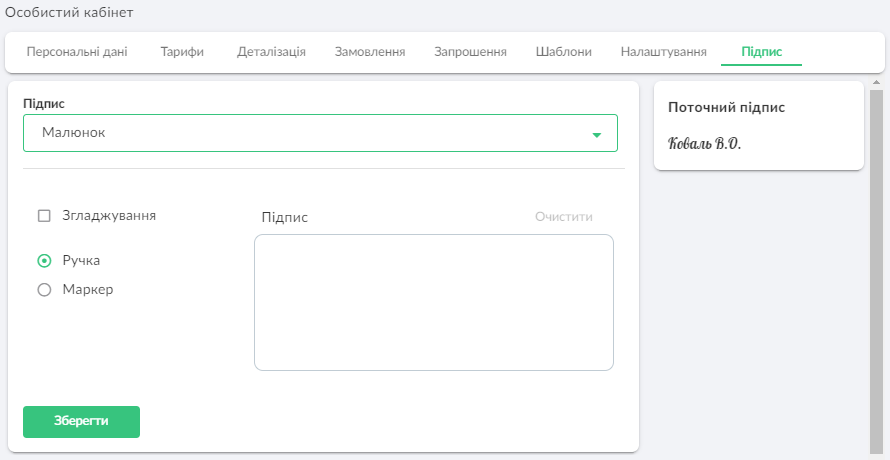 Особистий кабінет
Персональні дані Тарифи Деталізація Замовлення Запрошення Шаблони Налаштування Підпис
Підпис
Малюнок
Згладжування
Ручка
Маркер
Підпис Очистити
Зберегти
Поточний підпис
Коваль В.О.